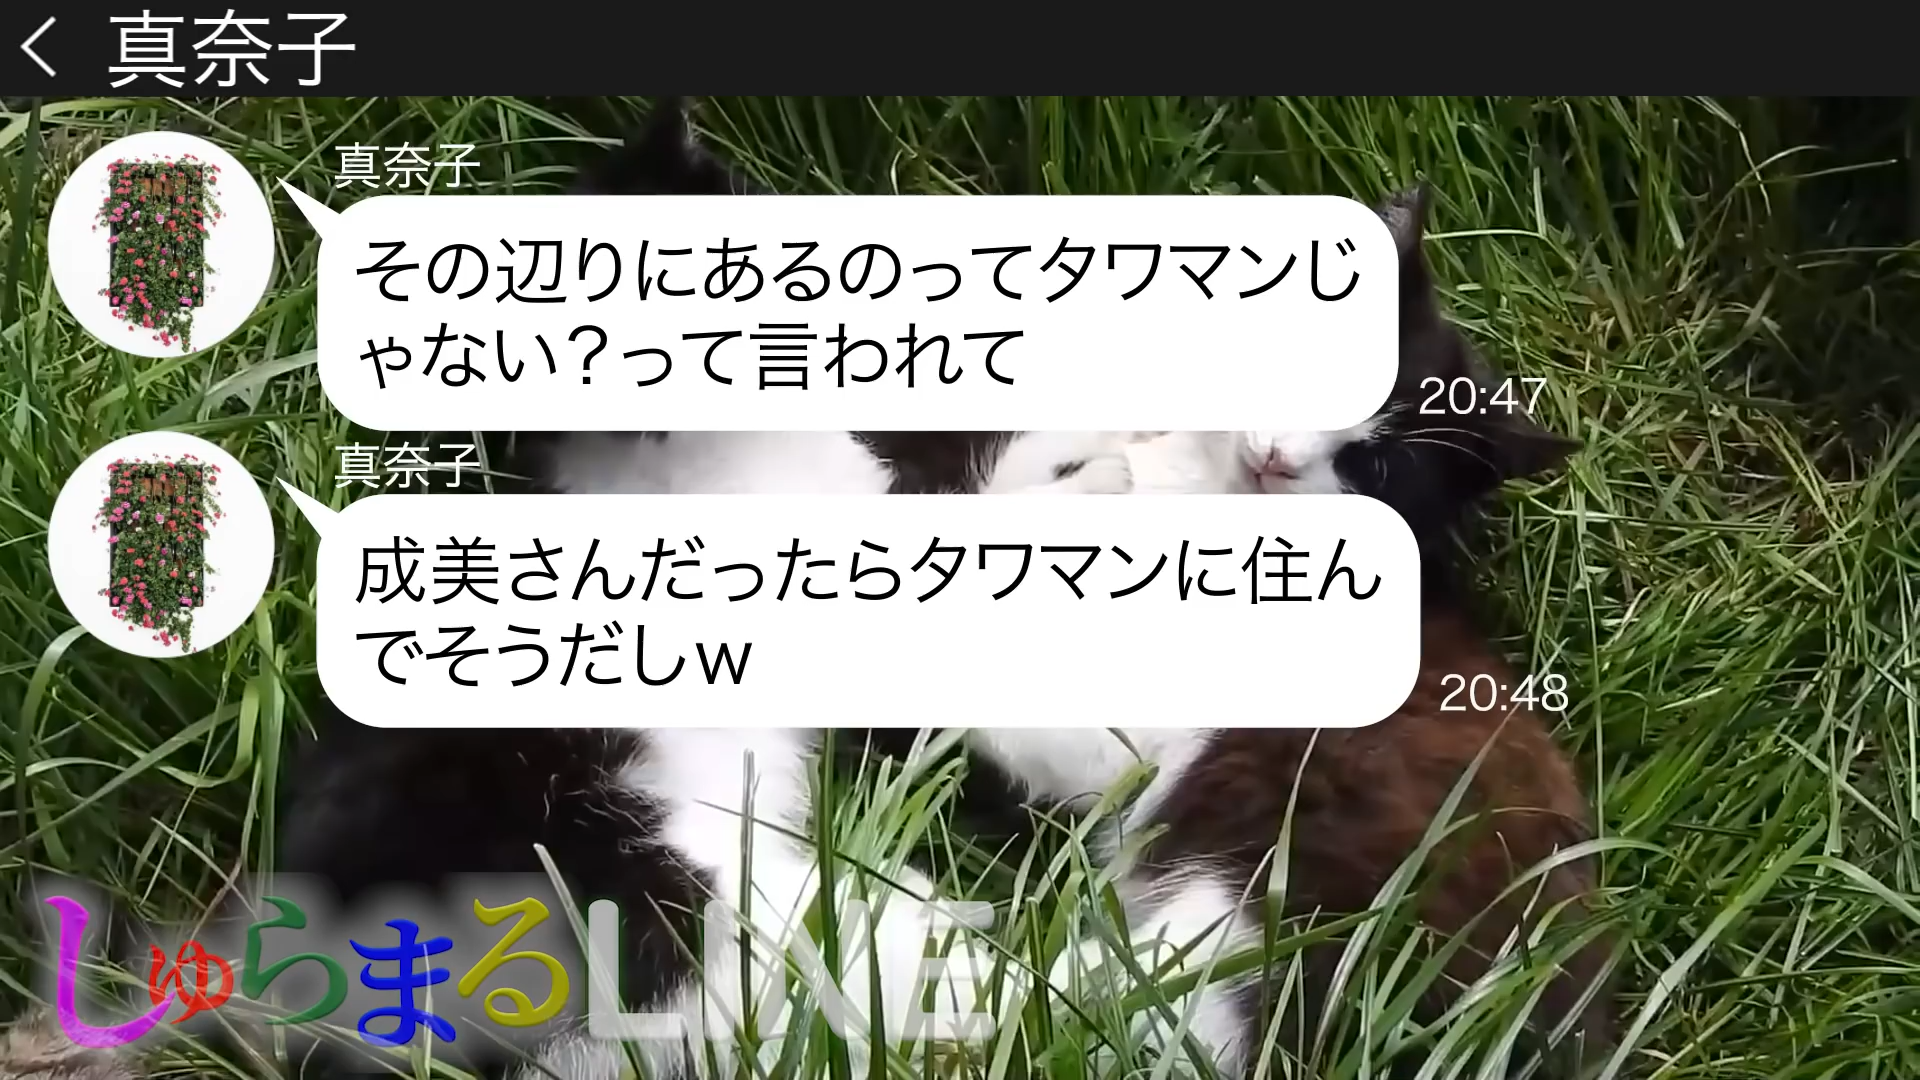 真奈子
真奈子
その辺りにあるのってタワマンじ
ゃない？って言われて
20:47
真奈子
成美さんだったらタワマンに住ん
でそうだしw
20:48
しゅらまるLINE